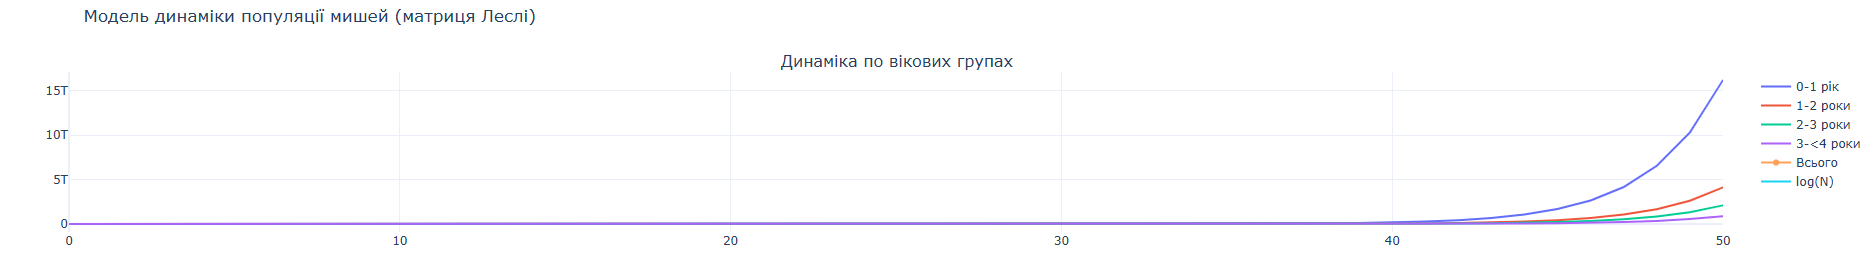 Модель динаміки популяції мишей (матриця Леслі)
Динаміка по вікових групах
15T
10T
5T
0
0 10 20 30 40 50
0-1 рік
1-2 роки
2-3 роки
3-<4 роки
Всього
log(N)